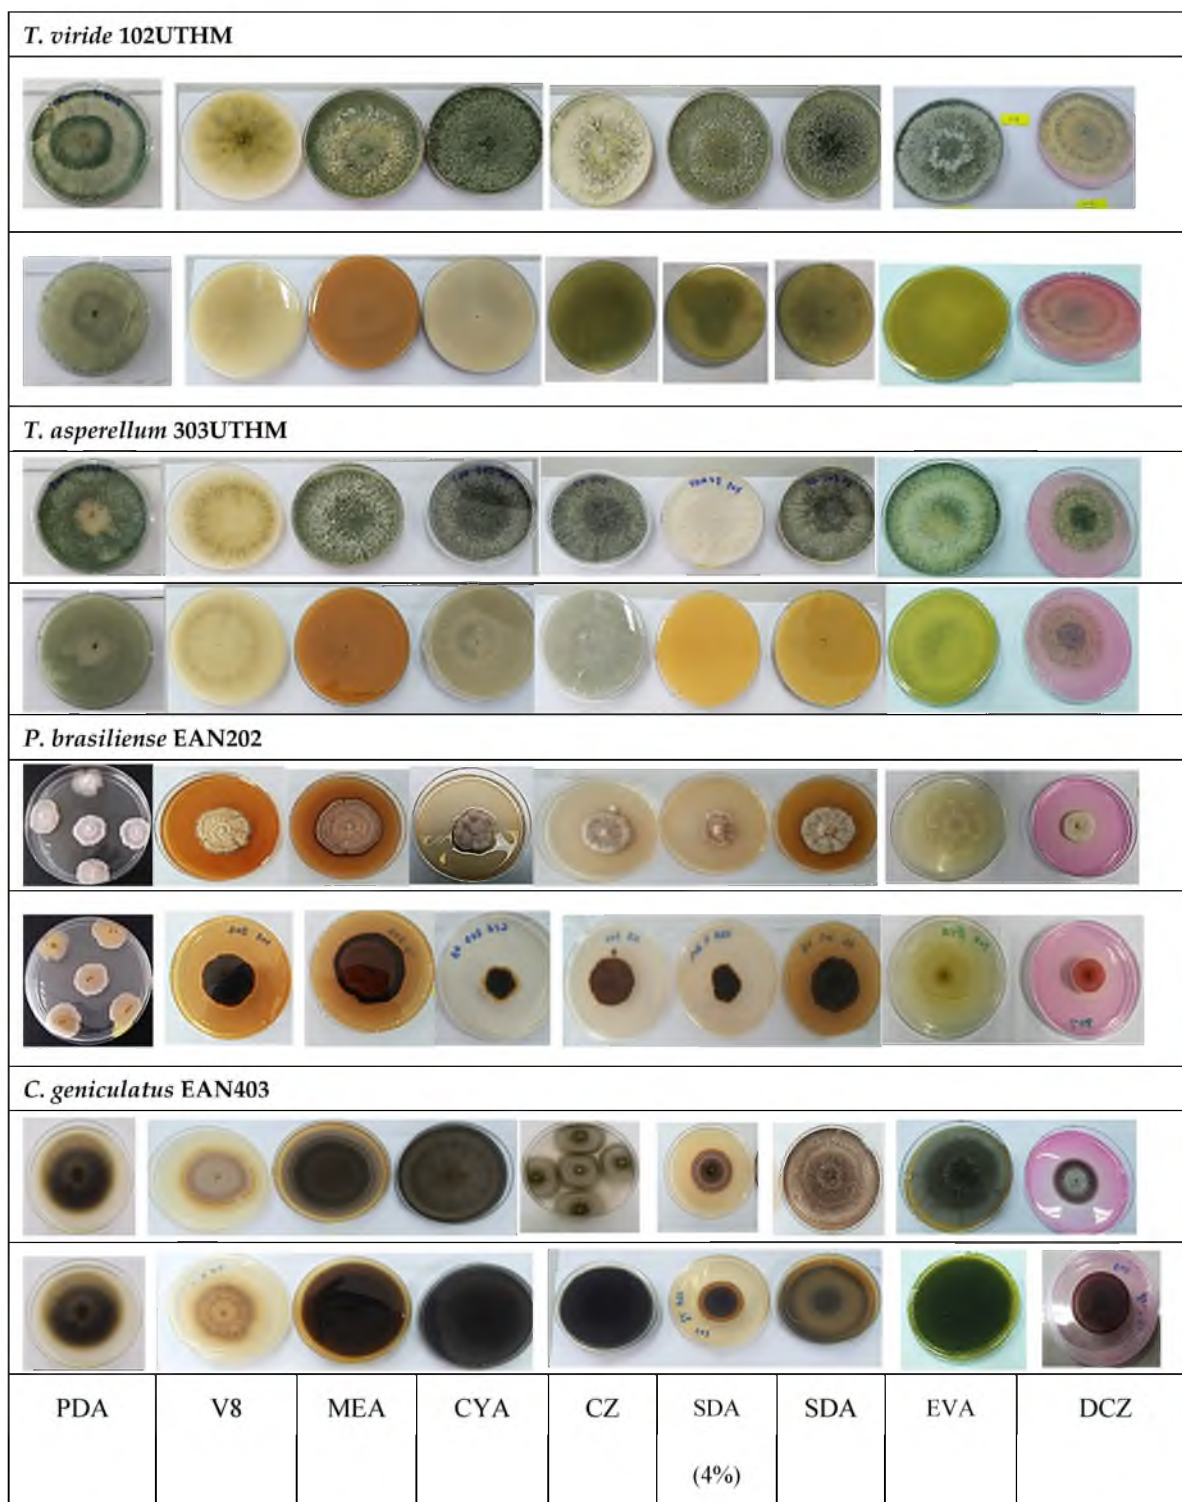 T. viride 102UTHM
T. asperellum 303UTHM
P. brasiliense EAN202
C. geniculatus EAN403
PDA V8 MEA CYA CZ SDA SDA EVA DCZ
(4%)